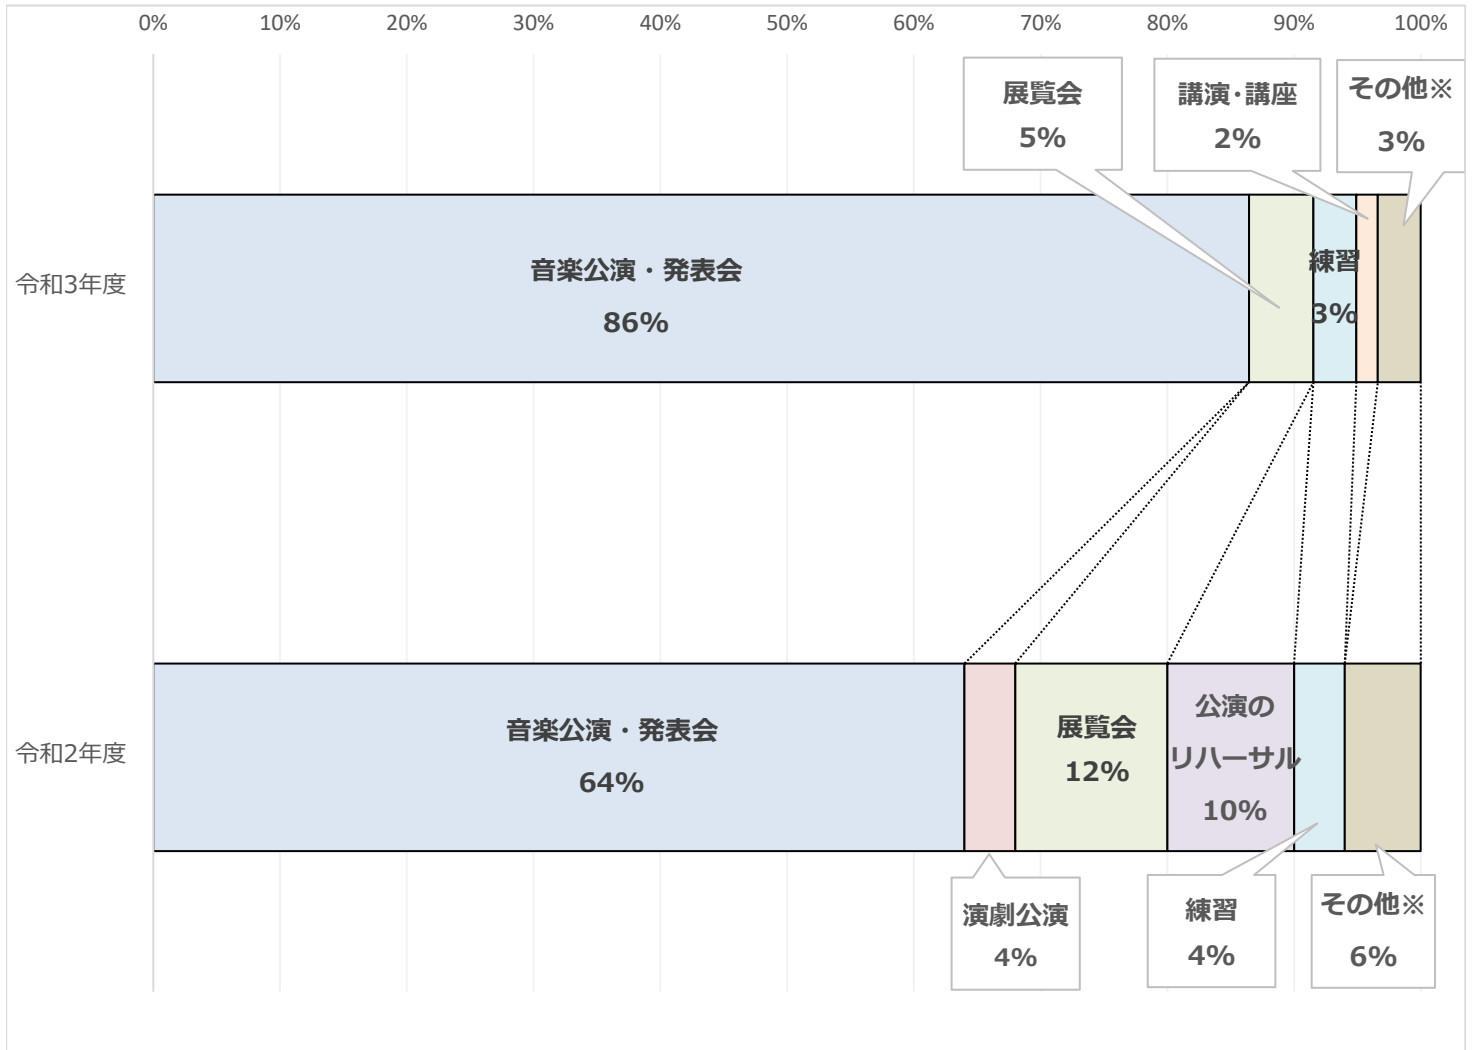 0% 10% 20% 30% 40% 50% 60% 70% 80% 90% 100%
展覧会
5%
講演・講座
2%
その他※
3%
令和3年度
音楽公演・発表会
86%
練習
3%
令和2年度
音楽公演・発表会
64%
展覧会
12%
公演の
リハーサル
10%
演劇公演
4%
練習
4%
その他※
6%